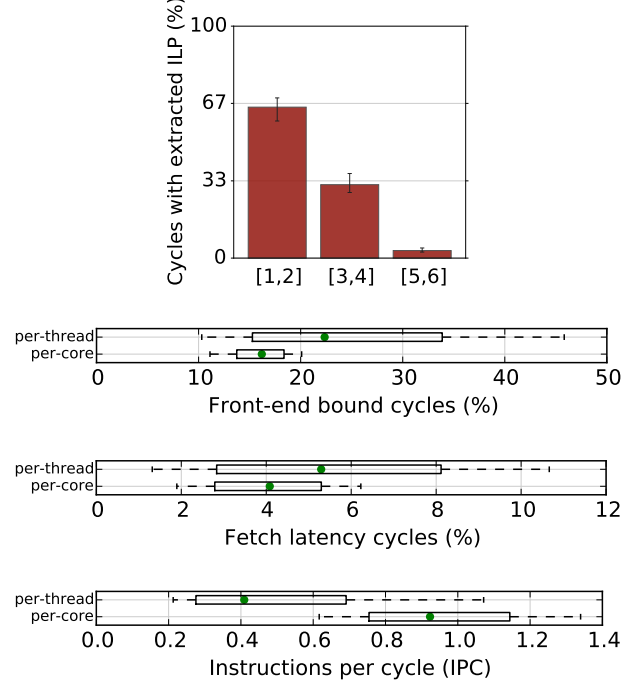 Cycles with extracted ILP (%)
100
67
33
0
[1,2] [3,4] [5,6]
per-thread
per-core
0 10 20 30 40 50
Front-end bound cycles (%)
per-thread
per-core
0 2 4 6 8 10 12
Fetch latency cycles (%)
per-thread
per-core
0.0 0.2 0.4 0.6 0.8 1.0 1.2 1.4
Instructions per cycle (IPC)